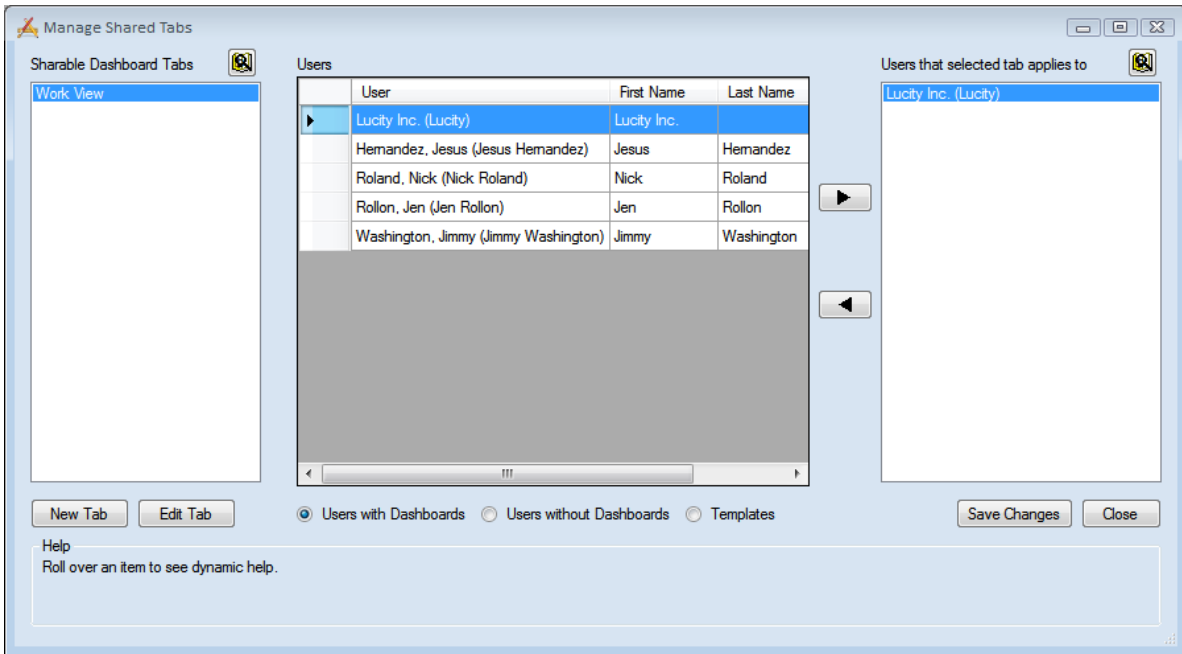 Manage Shared Tabs
Sharable Dashboard Tabs
Users
Users that selected tab applies to
Work View
User First Name Last Name
Lucity Inc. (Lucity) Lucity Inc.
Hernandez, Jesus (Jesus Hernandez) Jesus Hernandez
Roland, Nick (Nick Roland) Nick Roland
Rollon, Jen (Jen Rollon) Jen Rollon
Washington, Jimmy (Jimmy Washington) Jimmy Washington
Lucity Inc. (Lucity)
New Tab Edit Tab
Users with Dashboards Users without Dashboards Templates
Save Changes Close
Help
Roll over an item to see dynamic help.